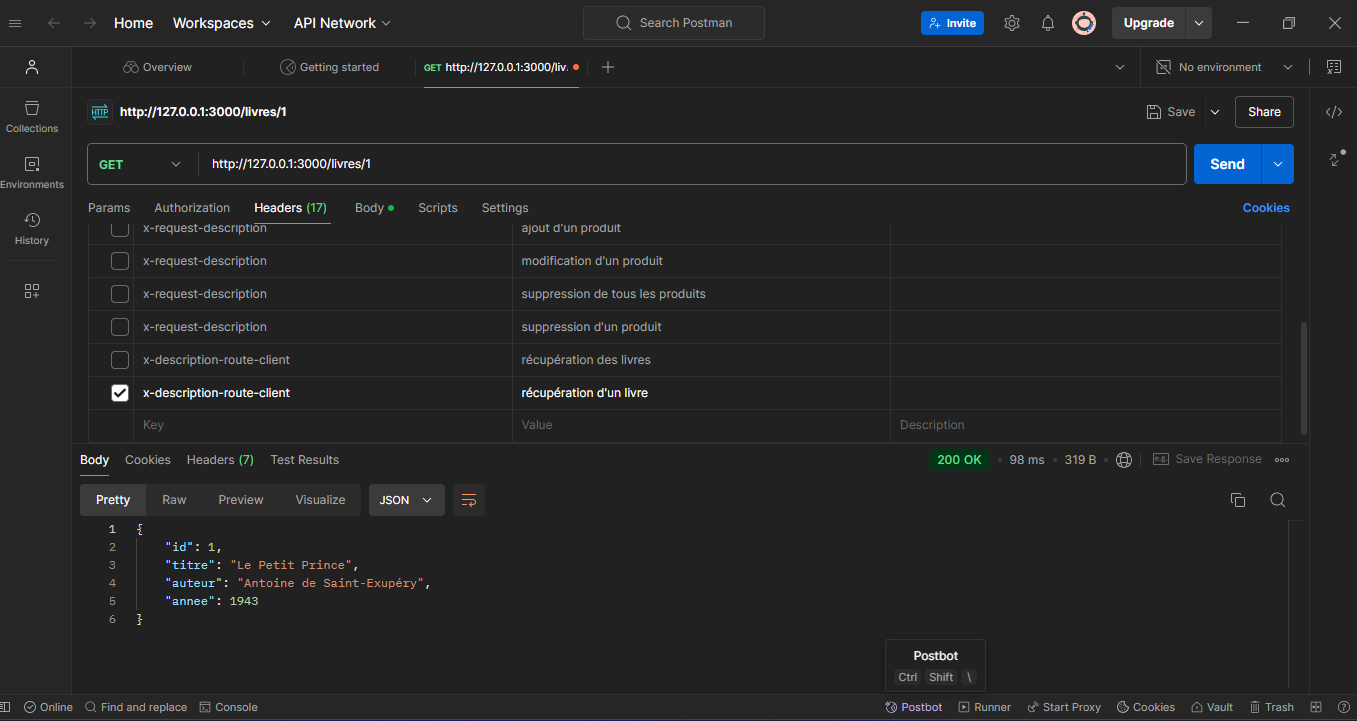 Home Workspaces API Network Search Postman Invite Upgrade
Overview Getting started GET http://127.0.0.1:3000/liv. No environment
HTTP http://127.0.0.1:3000/livres/1 Save Share
Collections
GET http://127.0.0.1:3000/livres/1 Send
Environments
Params Authorization Headers (17) Body Scripts Settings Cookies
History
x-request-description ajout d'un produit
x-request-description modification d'un produit
x-request-description suppression de tous les produits
x-request-description suppression d'un produit
x-description-route-client récupération des livres
x-description-route-client récupération d'un livre
Key Value Description
Body Cookies Headers (7) Test Results 200 OK • 98 ms • 319 B e.g. Save Response
Pretty Raw Preview Visualize JSON
1 {
2 "id": 1,
3 "titre": "Le Petit Prince",
4 "auteur": "Antoine de Saint-Exupéry",
5 "annee": 1943
6 }
Postbot
Ctrl Shift \
Online Find and replace Console Postbot Runner Start Proxy Cookies Vault Trash